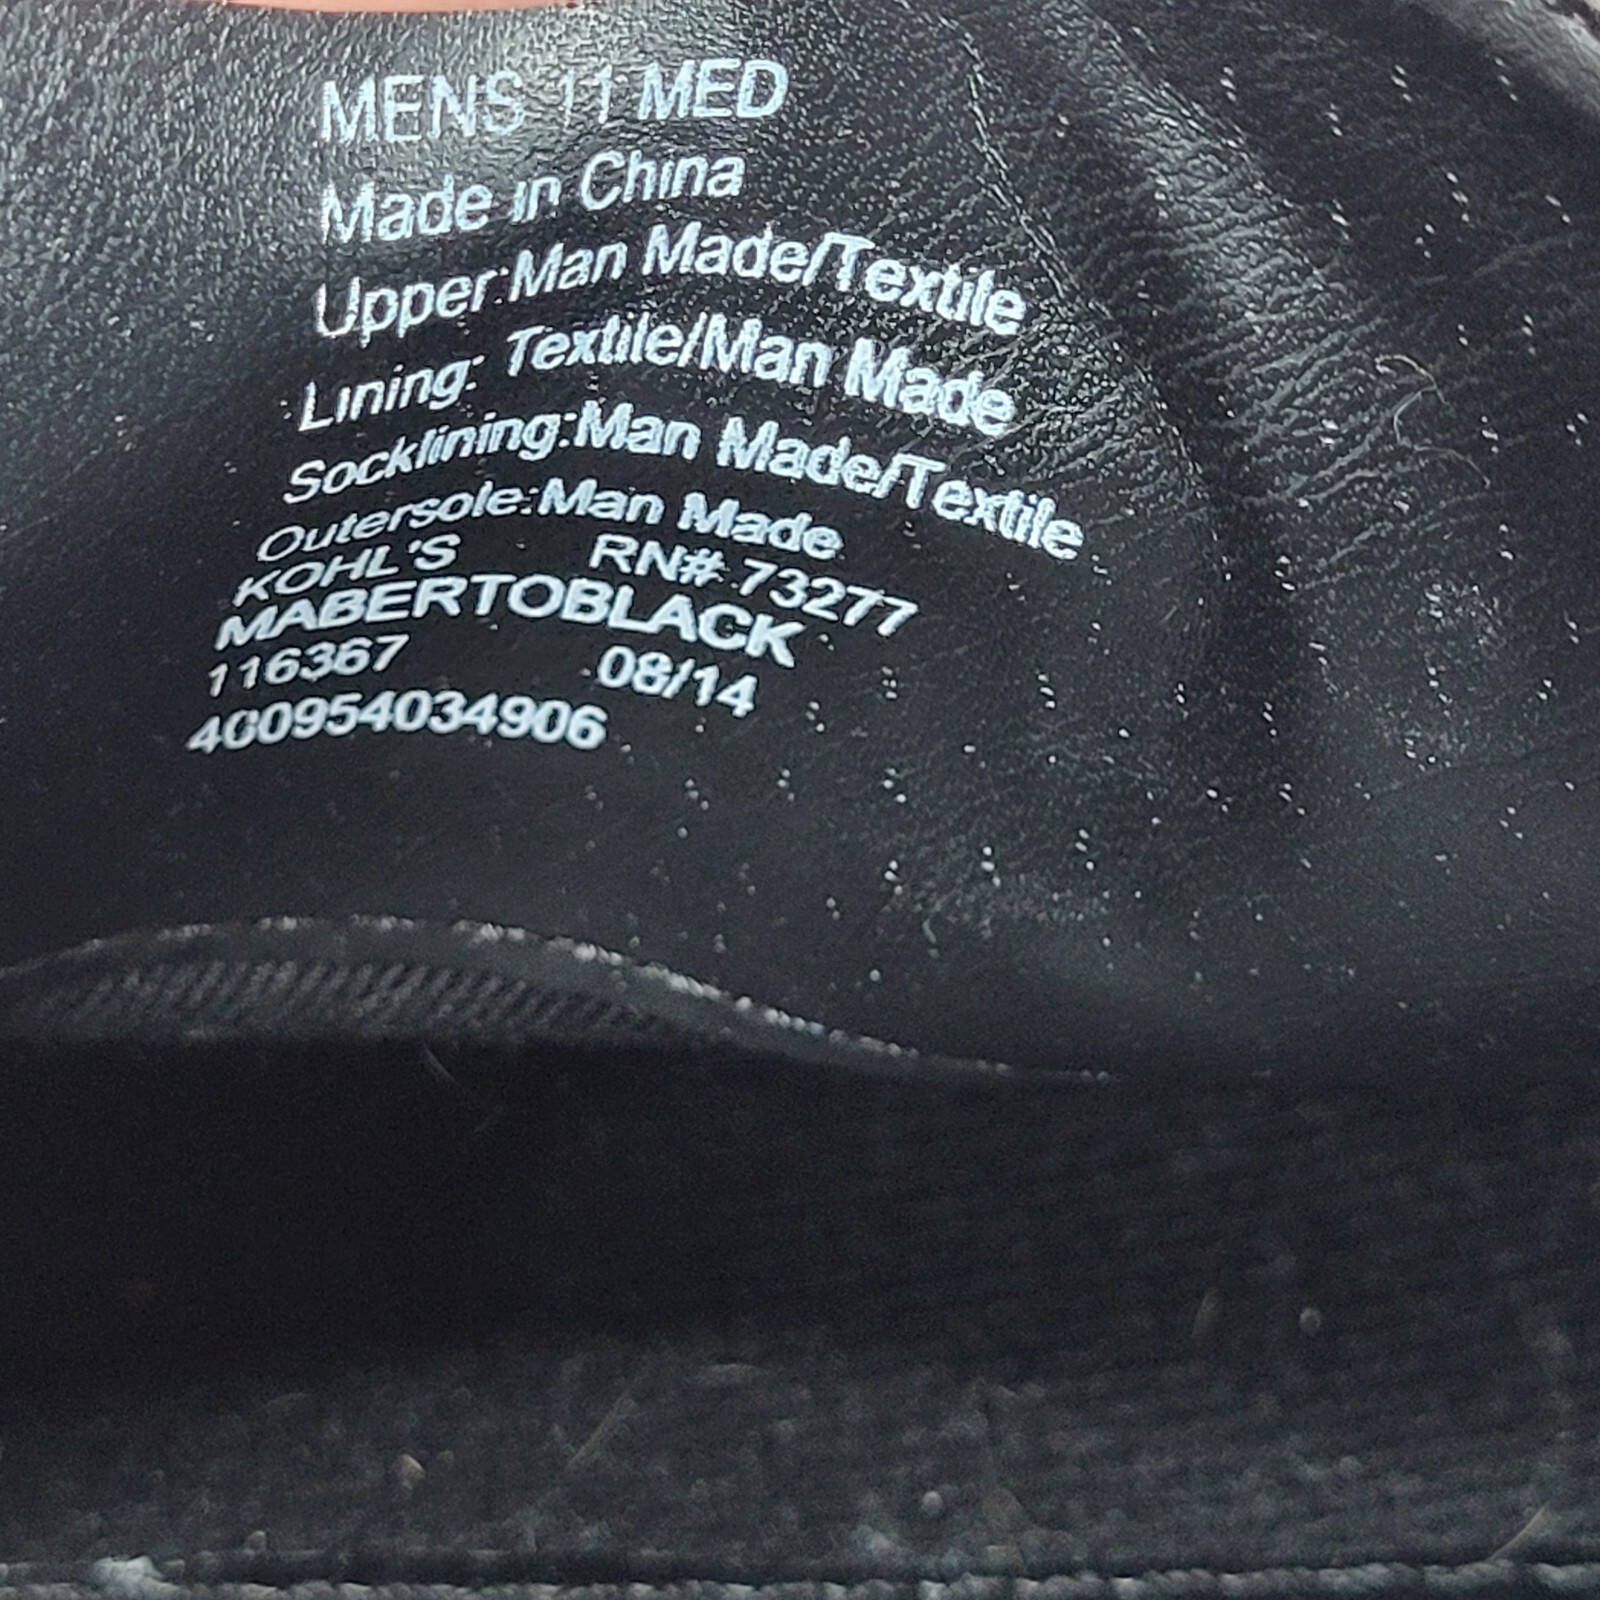 MENS 11 MED
Made in China
Upper:Man Made/Textile
Lining: Textile/Man Made
Socklining:Man Made/Textile
Outersole:Man Made
KOHL'S RN# 73277
MABERTOBLACK
116367 08/14
400954034906